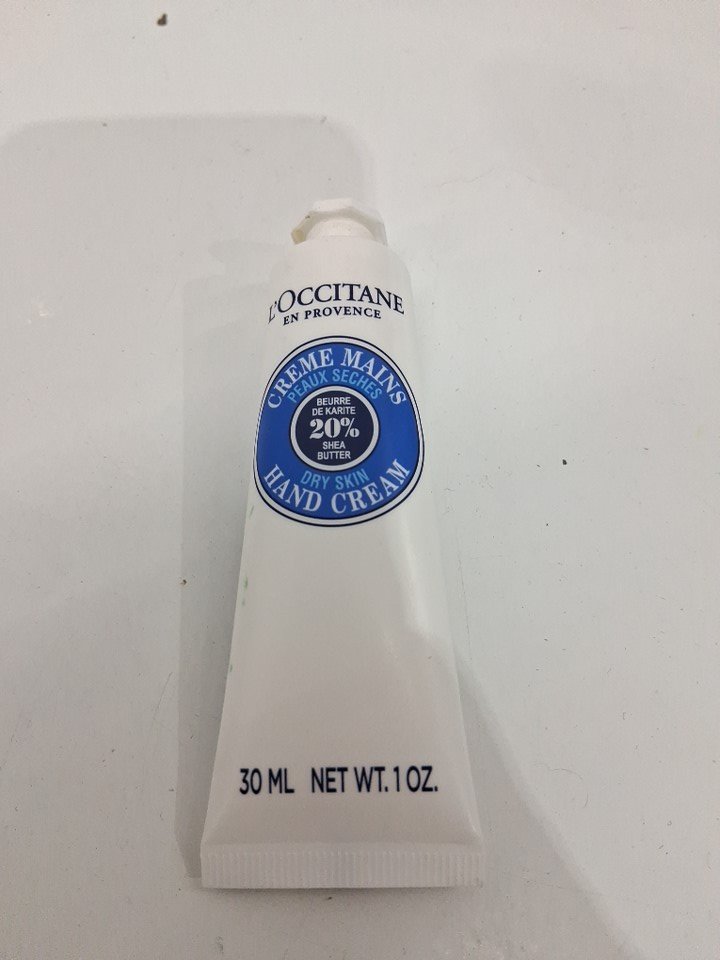 L'OCCITANE
EN PROVENCE
CREME MAINS
PEAUX SECHES
BEURRE
DE KARITE
20%
SHEA
BUTTER
DRY SKIN
HAND CREAM
30 ML NET WT. 1 OZ.